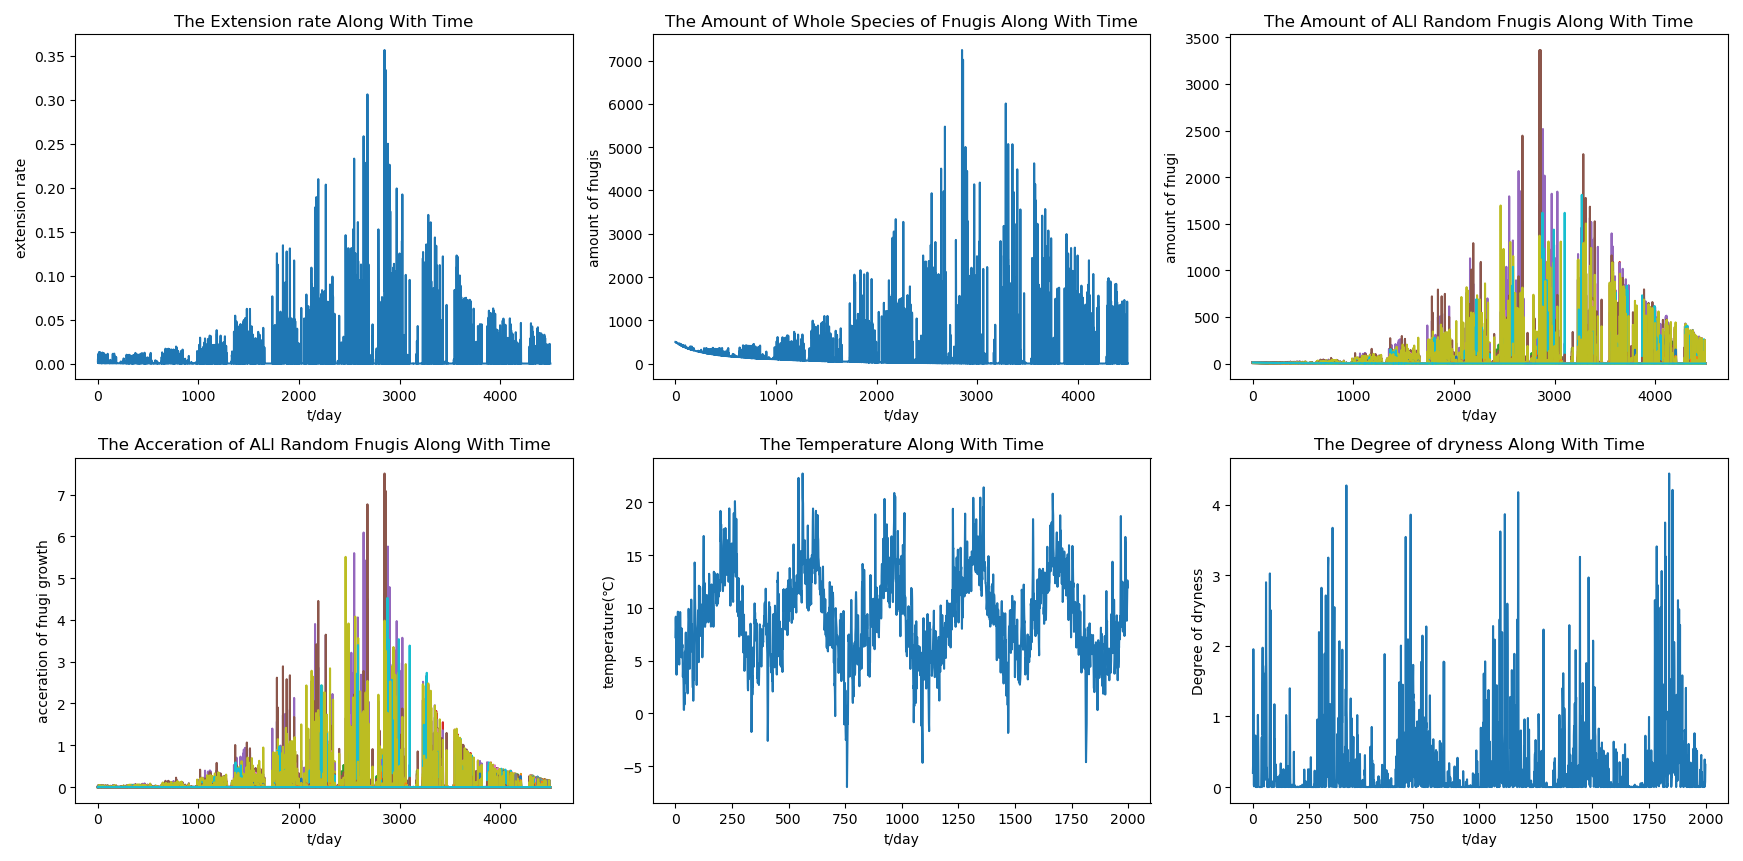 The Extension rate Along With Time
0.35
0.30
0.25
0.20
0.15
0.10
0.05
0.00
extension rate
0 1000 2000 3000 4000
t/day
The Amount of Whole Species of Fnugis Along With Time
7000
6000
5000
4000
3000
2000
1000
0
amount of fnugis
0 1000 2000 3000 4000
t/day
The Amount of ALI Random Fnugis Along With Time
3500
3000
2500
2000
1500
1000
500
0
amount of fnugi
0 1000 2000 3000 4000
t/day
The Acceration of ALI Random Fnugis Along With Time
7
6
5
4
3
2
1
0
acceration of fnugi growth
0 1000 2000 3000 4000
t/day
The Temperature Along With Time
20
15
10
5
0
−5
temperature(℃)
0 250 500 750 1000 1250 1500 1750 2000
t/day
The Degree of dryness Along With Time
4
3
2
1
0
Degree of dryness
0 250 500 750 1000 1250 1500 1750 2000
t/day